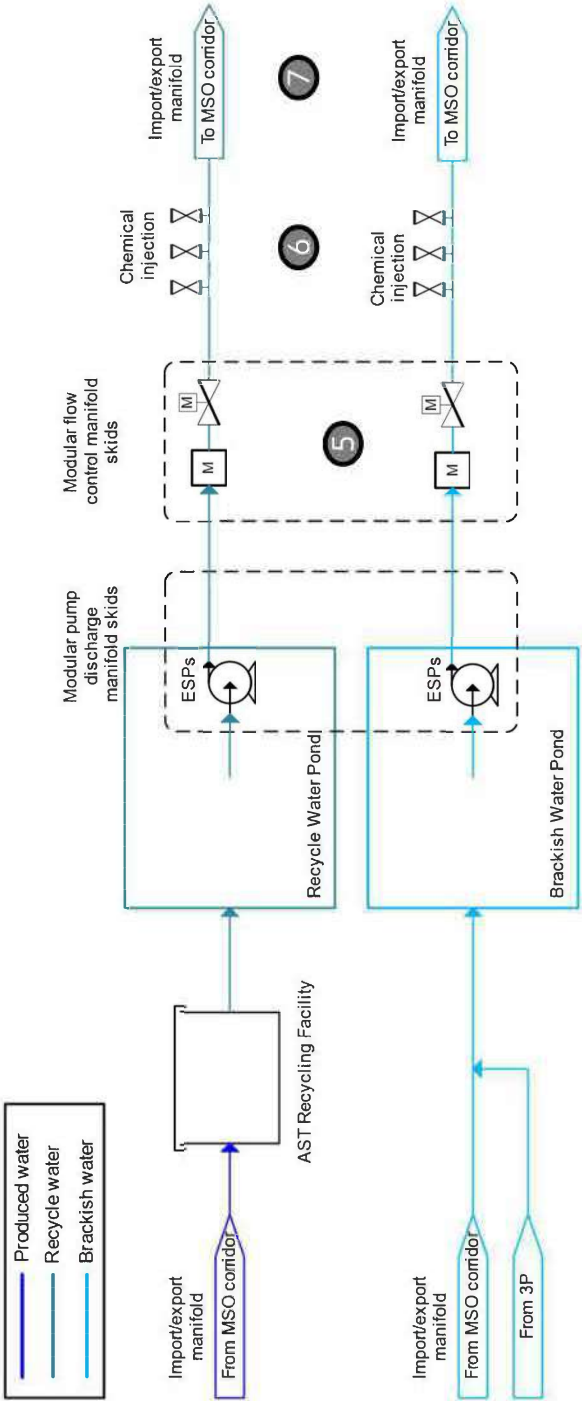 Produced water
Recycle water
Brackish water
Import/export
manifold
From MSO corridor
AST Recycling Facility
Recycle Water Pond
ESPs
Modular pump
discharge
manifold skids
Modular flow
control manifold
skids
M
M
5
Chemical
injection
6
Import/export
manifold
To MSO corridor
7
Import/export
manifold
From MSO corridor
From 3P
Brackish Water Pond
ESPs
M
M
Chemical
injection
Import/export
manifold
To MSO corridor